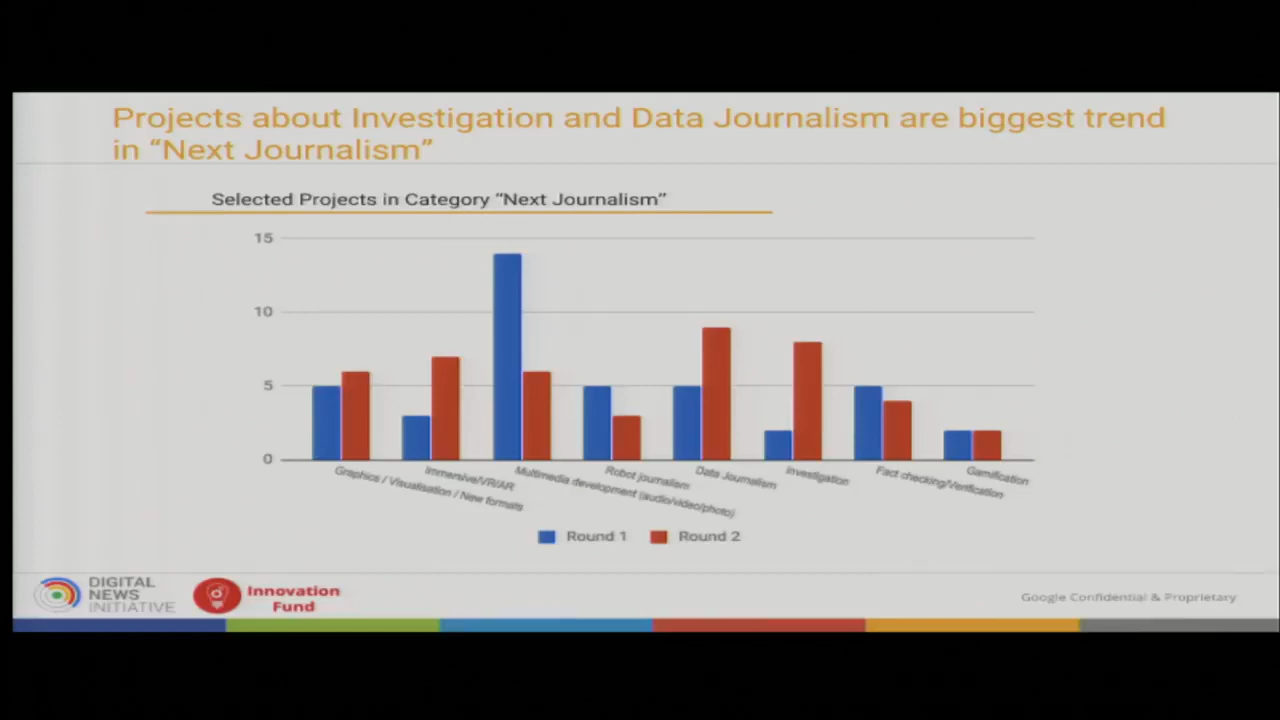 Projects about Investigation and Data Journalism are biggest trend
in “Next Journalism”
Selected Projects in Category “Next Journalism”
15
10
5
0
Graphics / Visualisation / New formats
Immersive/VR/AR
Multimedia development (audio/video/photo)
Robot journalism
Data Journalism
Investigation
Fact checking/Verification
Gamification
Round 1
Round 2
DIGITAL
NEWS
INITIATIVE
Innovation
Fund
Google Confidential & Proprietary